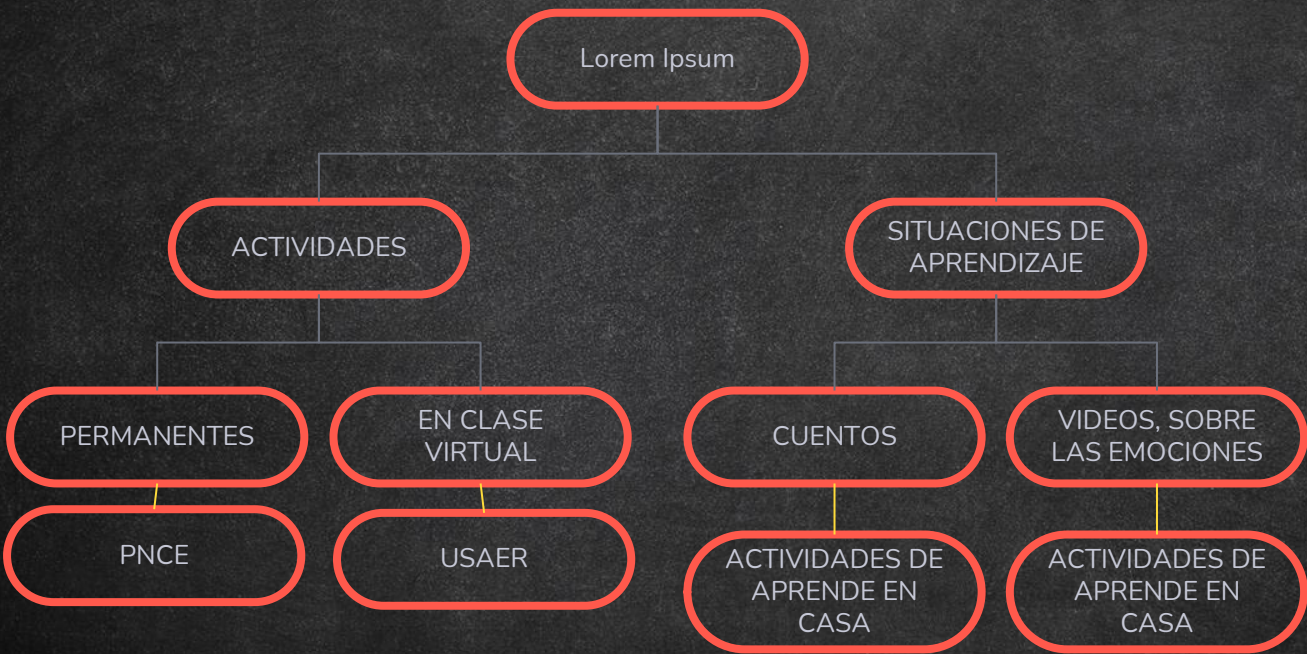 Lorem Ipsum
ACTIVIDADES
SITUACIONES DE
APRENDIZAJE
PERMANENTES
EN CLASE
VIRTUAL
CUENTOS
VIDEOS, SOBRE
LAS EMOCIONES
PNCE
USAER
ACTIVIDADES DE
APRENDE EN
CASA
ACTIVIDADES DE
APRENDE EN
CASA